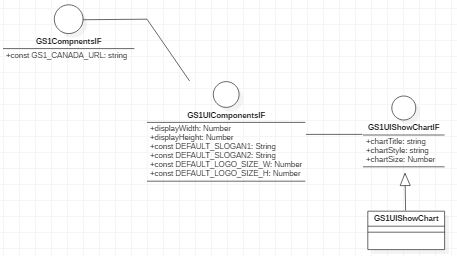 GS1CompnentsIF
+const GS1_CANADA_URL: string
GS1UIComponentsIF
+displayWidth: Number
+displayHeight: Number
+const DEFAULT_SLOGAN1: String
+const DEFAULT_SLOGAN2: String
+const DEFAULT_LOGO_SIZE_W: Number
+const DEFAULT_LOGO_SIZE_H: Number
GS1UIShowChartIF
+chartTitle: string
+chartStyle: string
+chartSize: Number
GS1UIShowChart